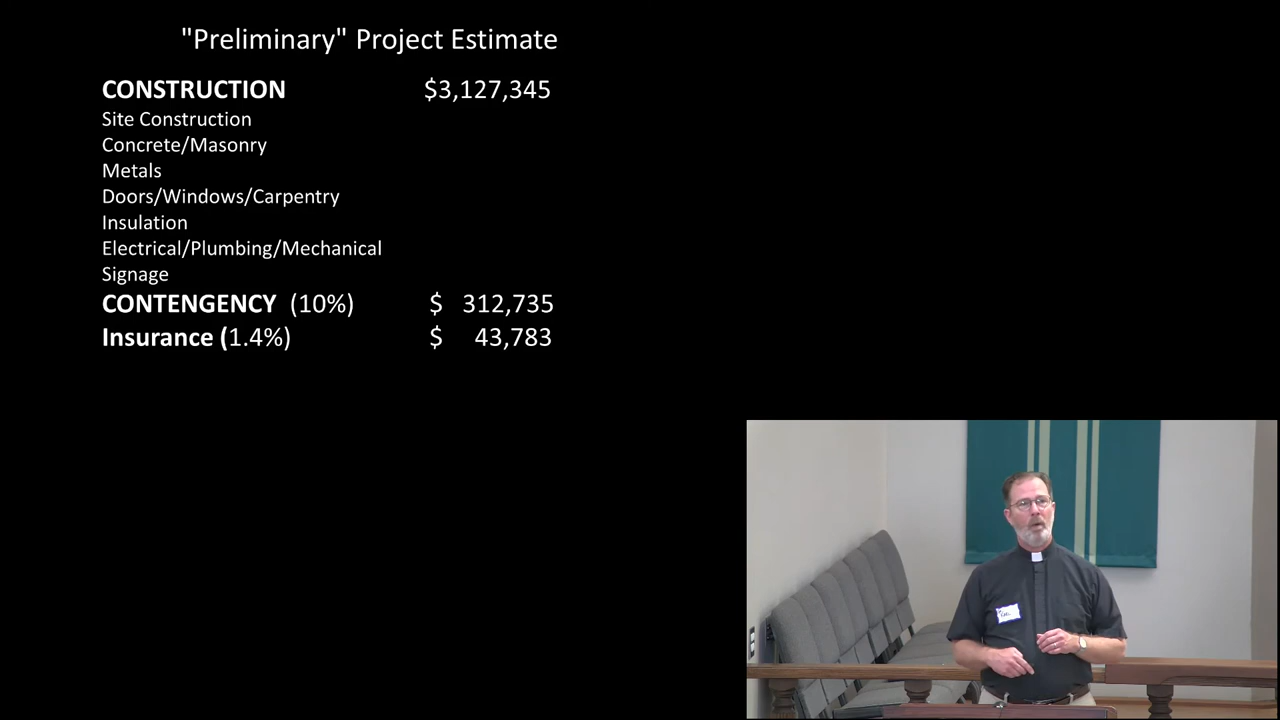 "Preliminary" Project Estimate
CONSTRUCTION $3,127,345
Site Construction
Concrete/Masonry
Metals
Doors/Windows/Carpentry
Insulation
Electrical/Plumbing/Mechanical
Signage
CONTENGENCY (10%) $ 312,735
Insurance (1.4%) $ 43,783